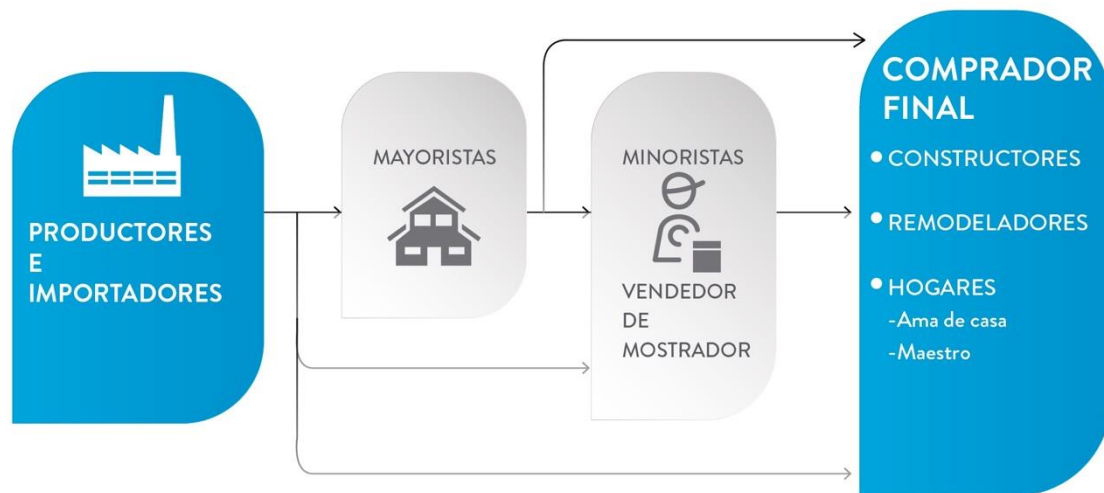 PRODUCTORES
E
IMPORTADORES
MAYORISTAS
MINORISTAS
VENDEDOR
DE
MOSTRADOR
COMPRADOR
FINAL
• CONSTRUCTORES
• REMODELADORES
• HOGARES
-Ama de casa
-Maestro